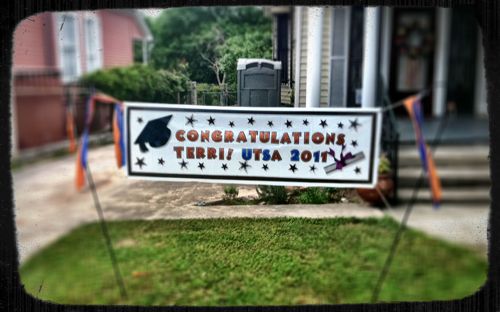 CONGRATULATIONS
TERRI! UTSA 2011